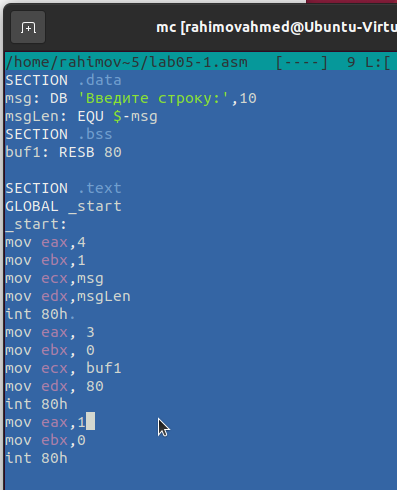 mc [rahimovahmed@Ubuntu-Virtu
/home/rahimov~5/lab05-1.asm [----] 9 L:[
SECTION .data
msg: DB 'Введите строку:',10
msgLen: EQU $-msg
SECTION .bss
buf1: RESB 80
SECTION .text
GLOBAL _start
_start:
mov eax,4
mov ebx,1
mov ecx,msg
mov edx,msgLen
int 80h.
mov eax, 3
mov ebx, 0
mov ecx, buf1
mov edx, 80
int 80h
mov eax,1
mov ebx,0
int 80h